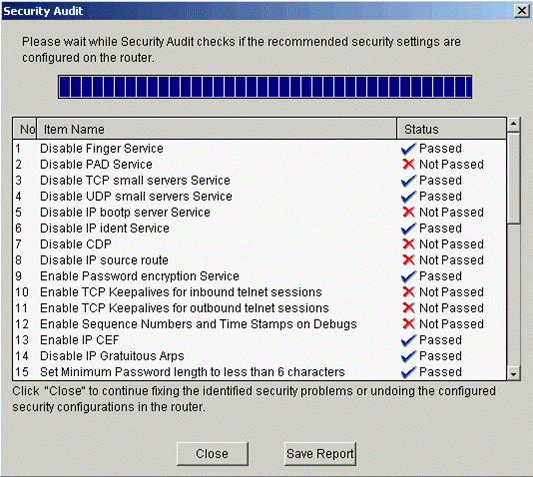 Security Audit
Please wait while Security Audit checks if the recommended security settings are
configured on the router.
No Item Name Status
1 Disable Finger Service Passed
2 Disable PAD Service Not Passed
3 Disable TCP small servers Service Passed
4 Disable UDP small servers Service Passed
5 Disable IP bootp server Service Not Passed
6 Disable IP ident Service Passed
7 Disable CDP Not Passed
8 Disable IP source route Not Passed
9 Enable Password encryption Service Passed
10 Enable TCP Keepalives for inbound telnet sessions Not Passed
11 Enable TCP Keepalives for outbound telnet sessions Not Passed
12 Enable Sequence Numbers and Time Stamps on Debugs Not Passed
13 Enable IP CEF Passed
14 Disable IP Gratuitous Arps Passed
15 Set Minimum Password length to less than 6 characters Passed
Click "Close" to continue fixing the identified security problems or undoing the configured
security configurations in the router.
Close Save Report